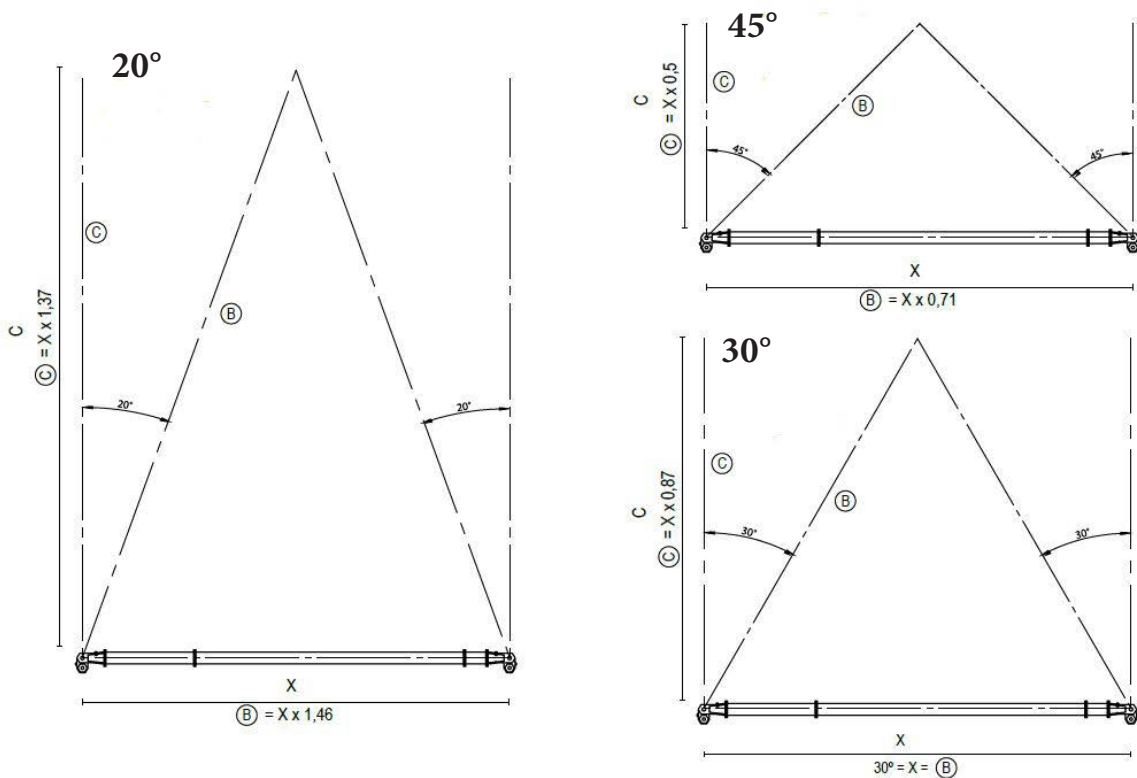 20°
C
Ⓒ = X x 1,37
Ⓒ
Ⓑ
20°
20°
X
Ⓑ = X x 1,46
45°
C
Ⓒ = X x 0,5
Ⓒ
Ⓑ
45°
45°
X
Ⓑ = X x 0,71
30°
C
Ⓒ = X x 0,87
Ⓒ
Ⓑ
30°
30°
X
30º = X = Ⓑ